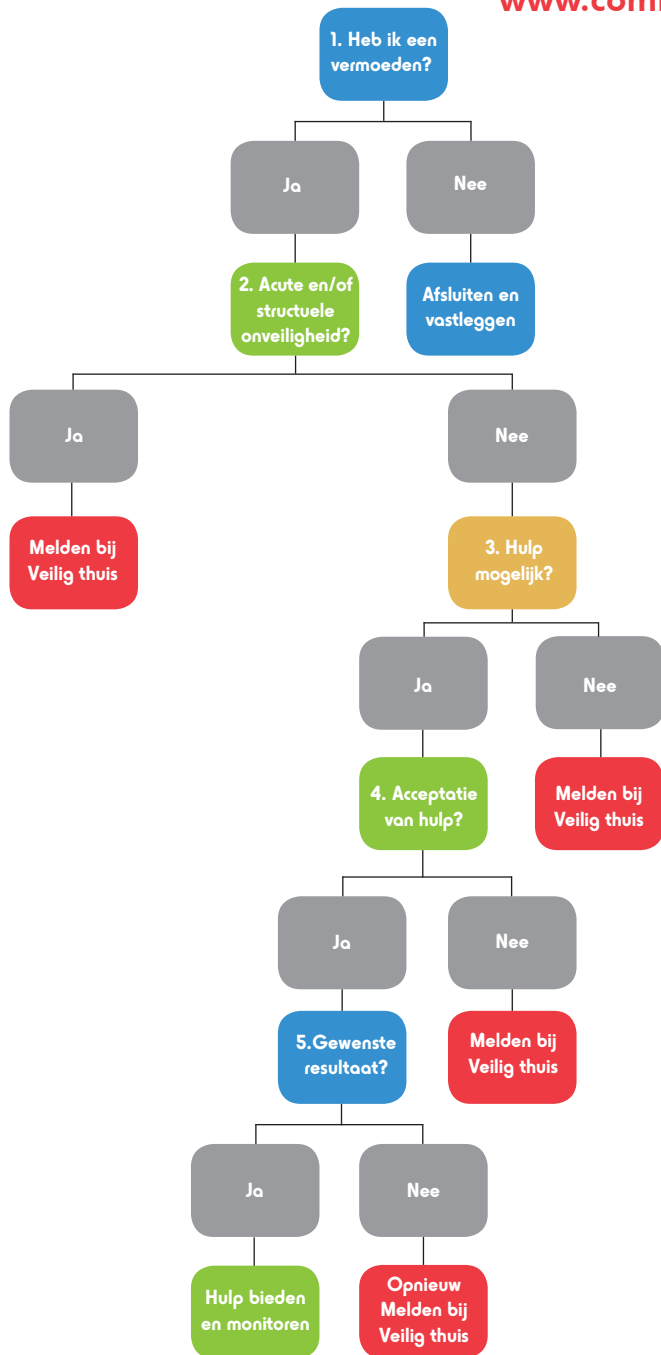 www.com
1. Heb ik een
vermoeden?
Ja
Nee
2. Acute en/of
structuele
onveiligheid?
Afsluiten en
vastleggen
Ja
Nee
Melden bij
Veilig thuis
3. Hulp
mogelijk?
Ja
Nee
4. Acceptatie
van hulp?
Melden bij
Veilig thuis
Ja
Nee
5.Gewenste
resultaat?
Melden bij
Veilig thuis
Ja
Nee
Hulp bieden
en monitoren
Opnieuw
Melden bij
Veilig thuis